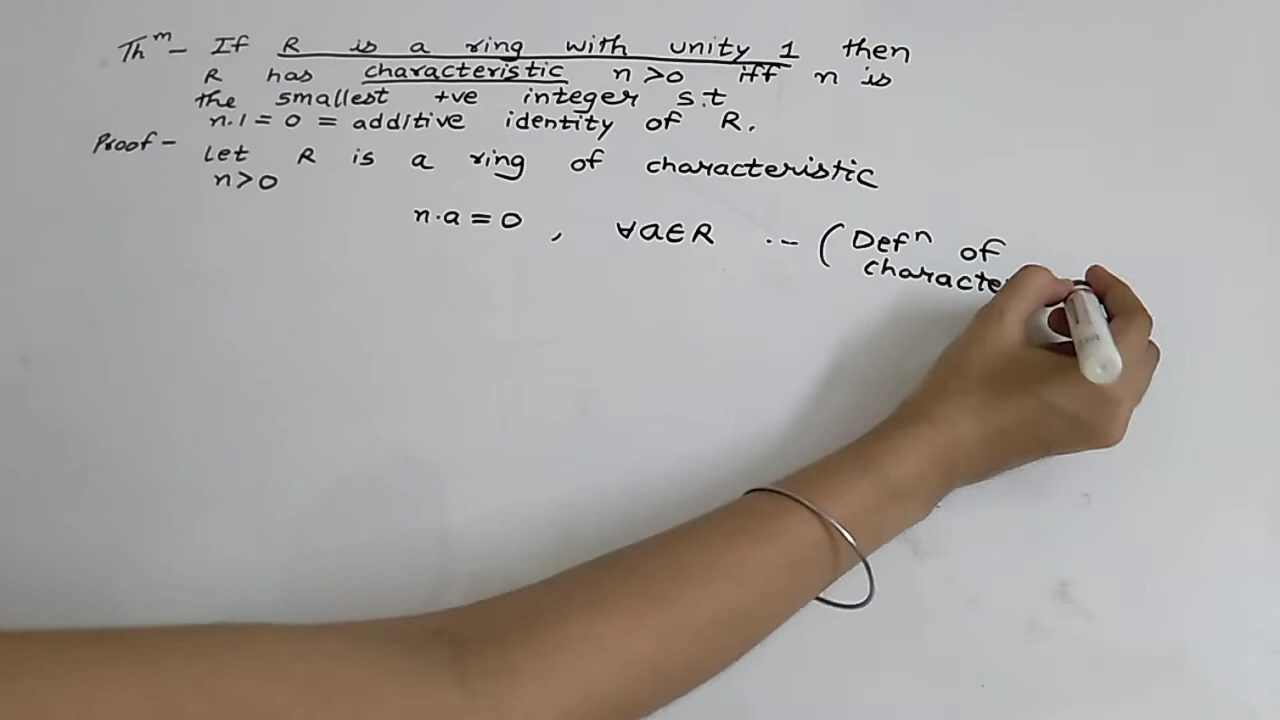 Thᵐ- If R is a ring with unity 1 then
R has characteristic n>0 iff n is
the smallest +ve integer s.t
n.1=0 = additive identity of R.
Proof- Let R is a ring of characteristic
n>0
n.a=0 , ∀a∈R ... (Defⁿ of
characte